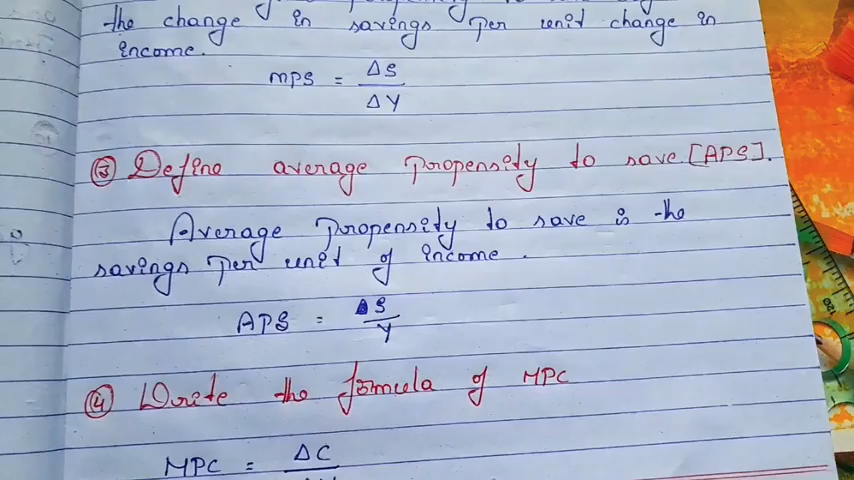 the change in savings per unit change in
income.
MPS = ΔS / ΔY
③ Define average propensity to save [APS].
Average propensity to save is the
savings per unit of income.
APS = S / Y
④ Write the formula of MPC
MPC = ΔC